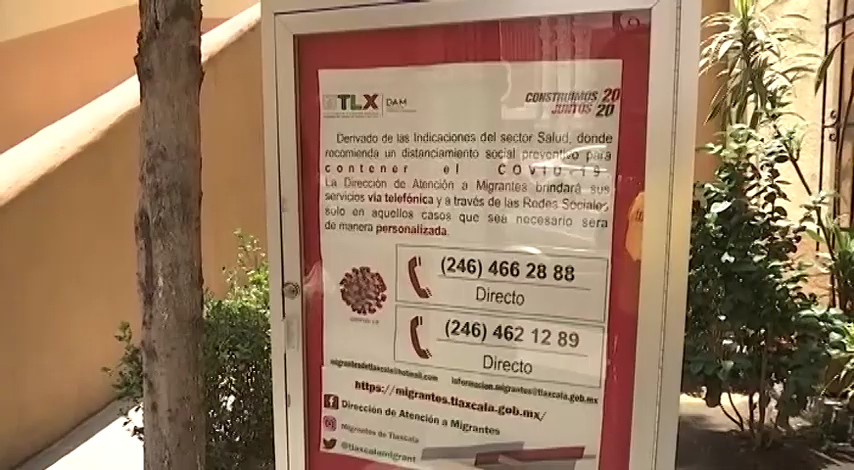 TLX DAM
CONSTRUIMOS 20
JUNTOS 20
Derivado de las Indicaciones del sector Salud, donde
recomienda un distanciamiento social preventivo para
contener el COVID-19.
La Dirección de Atención a Migrantes brindará sus
servicios vía telefónica y a través de las Redes Sociales
solo en aquellos casos que sea necesario sera
de manera personalizada.
(246) 466 28 88
Directo
(246) 462 12 89
Directo
migrantesdetlaxcala@hotmail.com informacion.migrantes@tlaxcala.gob.mx
https://migrantes.tlaxcala.gob.mx/
Dirección de Atención a Migrantes
Migrantes de Tlaxcala
@tlaxcalamigrant